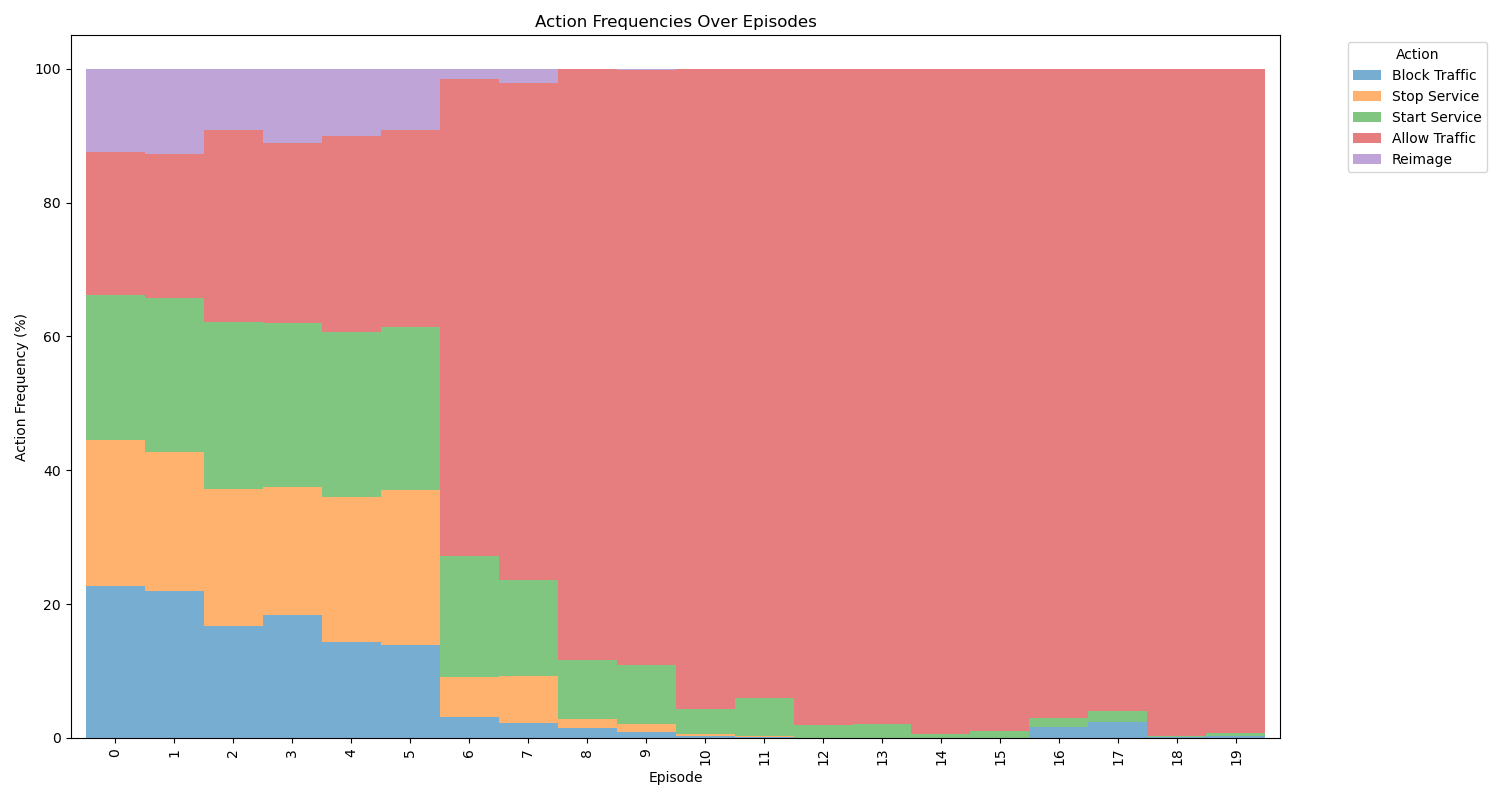 Action Frequencies Over Episodes
Action
Block Traffic
Stop Service
Start Service
Allow Traffic
Reimage
Action Frequency (%)
100
80
60
40
20
0
0 1 2 3 4 5 6 7 8 9 10 11 12 13 14 15 16 17 18 19
Episode